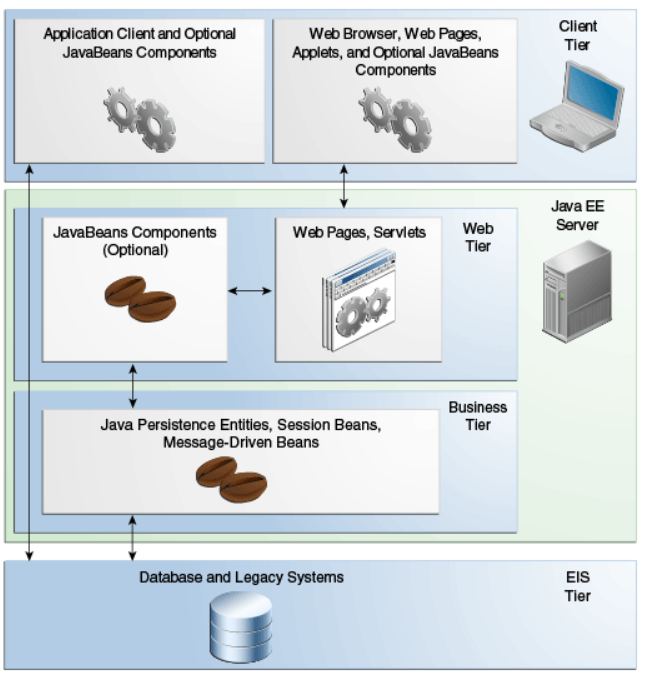 Application Client and Optional
JavaBeans Components
Web Browser, Web Pages,
Applets, and Optional JavaBeans
Components
Client
Tier
Java EE
Server
JavaBeans Components
(Optional)
Web Pages, Servlets
Web
Tier
Java Persistence Entities, Session Beans,
Message-Driven Beans
Business
Tier
Database and Legacy Systems
EIS
Tier